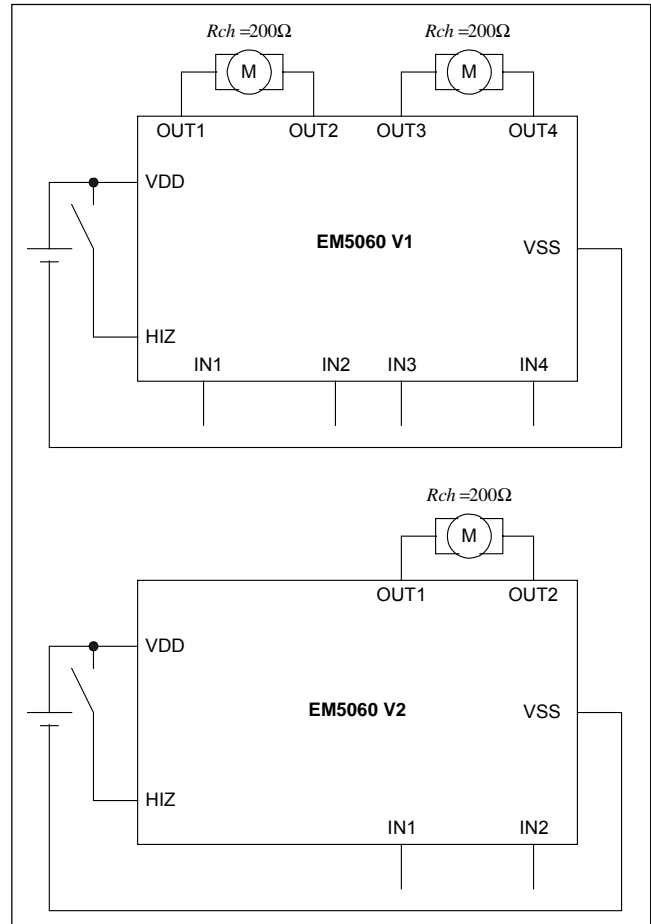 Rch =200Ω Rch =200Ω
M M
OUT1 OUT2 OUT3 OUT4
VDD
EM5060 V1
VSS
HIZ
IN1 IN2 IN3 IN4
Rch =200Ω
M
OUT1 OUT2
VDD
EM5060 V2
VSS
HIZ
IN1 IN2